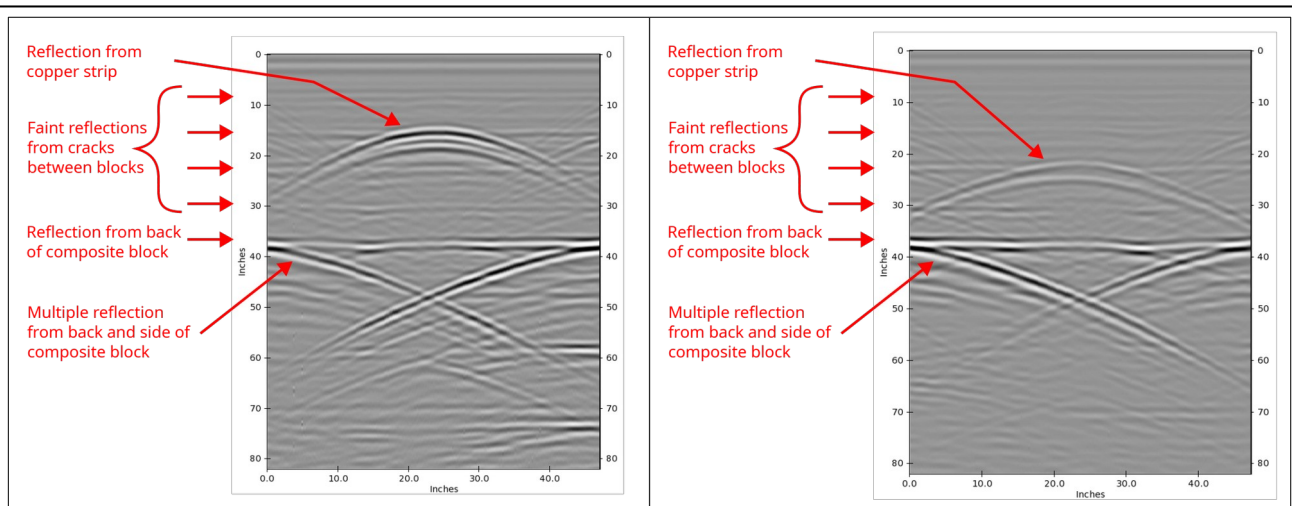 Reflection from
copper strip
Faint reflections
from cracks
between blocks
Reflection from back
of composite block
Multiple reflection
from back and side of
composite block
0
10
20
30
40
50
60
70
80
Inches
0
10
20
30
40
50
60
70
80
0.0
10.0
20.0
30.0
40.0
Inches
Reflection from
copper strip
Faint reflections
from cracks
between blocks
Reflection from back
of composite block
Multiple reflection
from back and side of
composite block
0
10
20
30
40
50
60
70
80
Inches
0
10
20
30
40
50
60
70
80
0.0
10.0
20.0
30.0
40.0
Inches